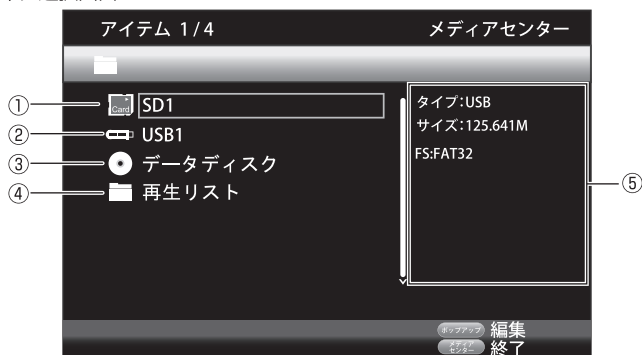 アイテム 1/4
メディアセンター
① SD1
② USB1
③ データディスク
④ 再生リスト
Card
タイプ:USB
サイズ:125.641M
FS:FAT32
⑤
ポップアップ 編集
メディアセンター 終了